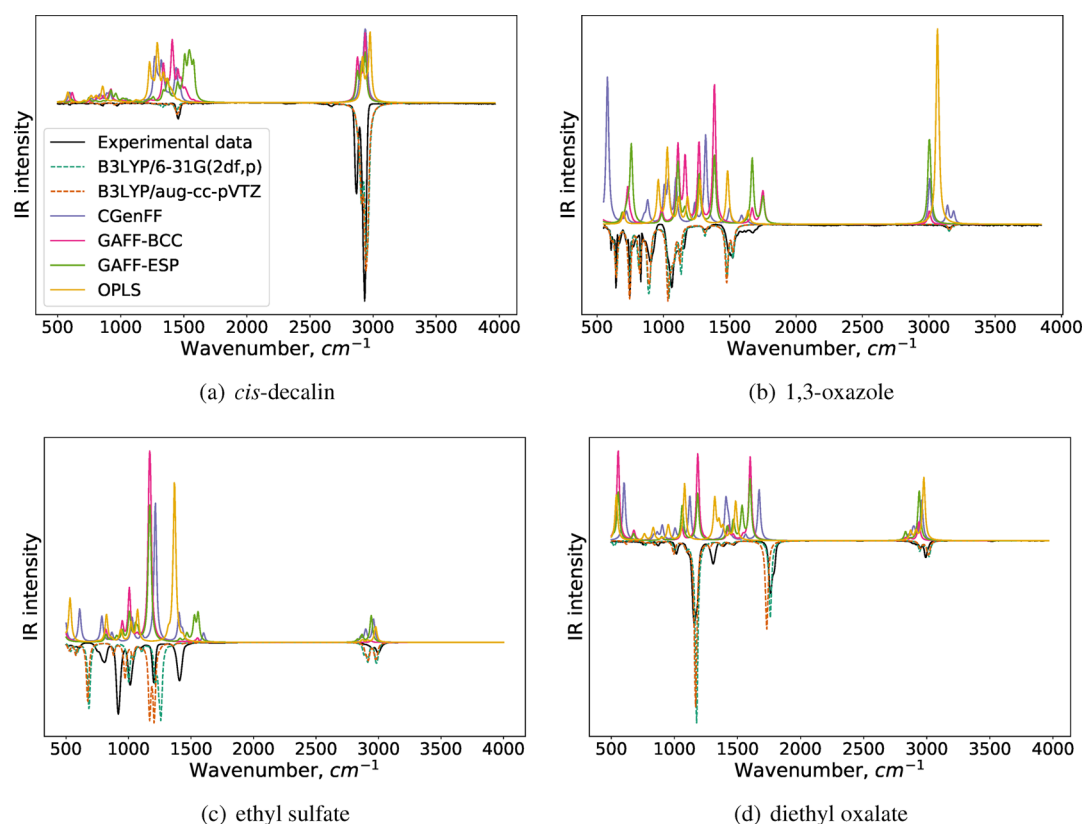 IR intensity
Experimental data
B3LYP/6-31G(2df,p)
B3LYP/aug-cc-pVTZ
CGenFF
GAFF-BCC
GAFF-ESP
OPLS
500 1000 1500 2000 2500 3000 3500 4000
Wavenumber, cm⁻¹
(a) cis-decalin
IR intensity
500 1000 1500 2000 2500 3000 3500 4000
Wavenumber, cm⁻¹
(b) 1,3-oxazole
IR intensity
500 1000 1500 2000 2500 3000 3500 4000
Wavenumber, cm⁻¹
(c) ethyl sulfate
IR intensity
500 1000 1500 2000 2500 3000 3500 4000
Wavenumber, cm⁻¹
(d) diethyl oxalate